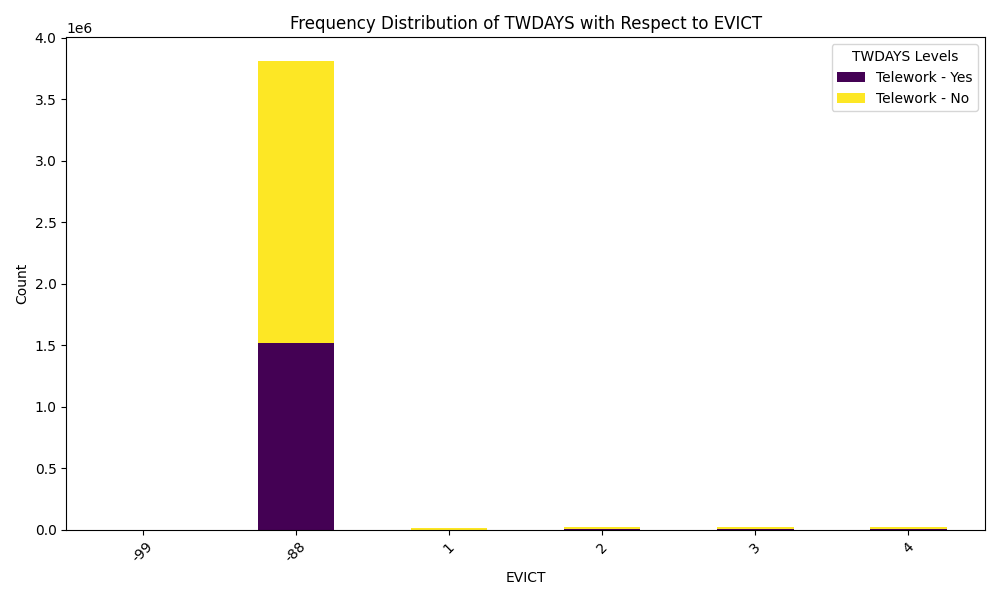 Frequency Distribution of TWDAYS with Respect to EVICT
1e6
4.0
3.5
3.0
2.5
2.0
1.5
1.0
0.5
0.0
Count
TWDAYS Levels
Telework - Yes
Telework - No
-99
-88
1
2
3
4
EVICT